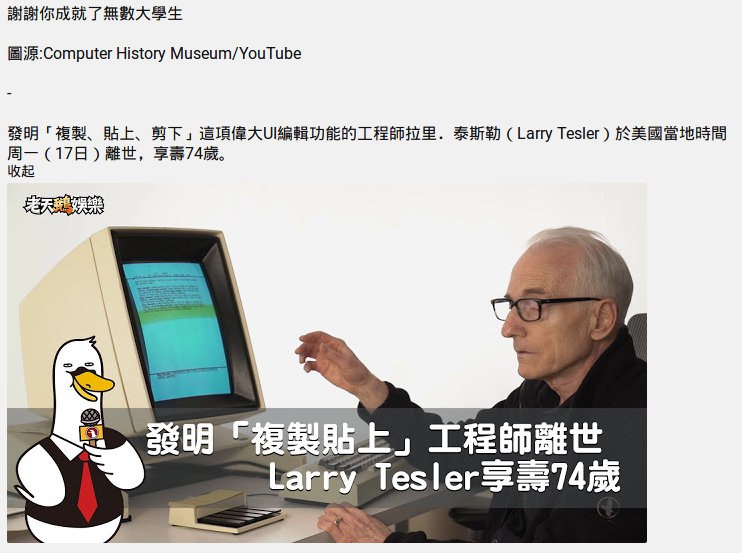 謝謝你成就了無數大學生
圖源:Computer History Museum/YouTube
-
發明「複製、貼上、剪下」這項偉大UI編輯功能的工程師拉里．泰斯勒（Larry Tesler）於美國當地時間
周一（17日）離世，享壽74歲。
收起
老天鵝娛樂
發明「複製貼上」工程師離世
Larry Tesler享壽74歲